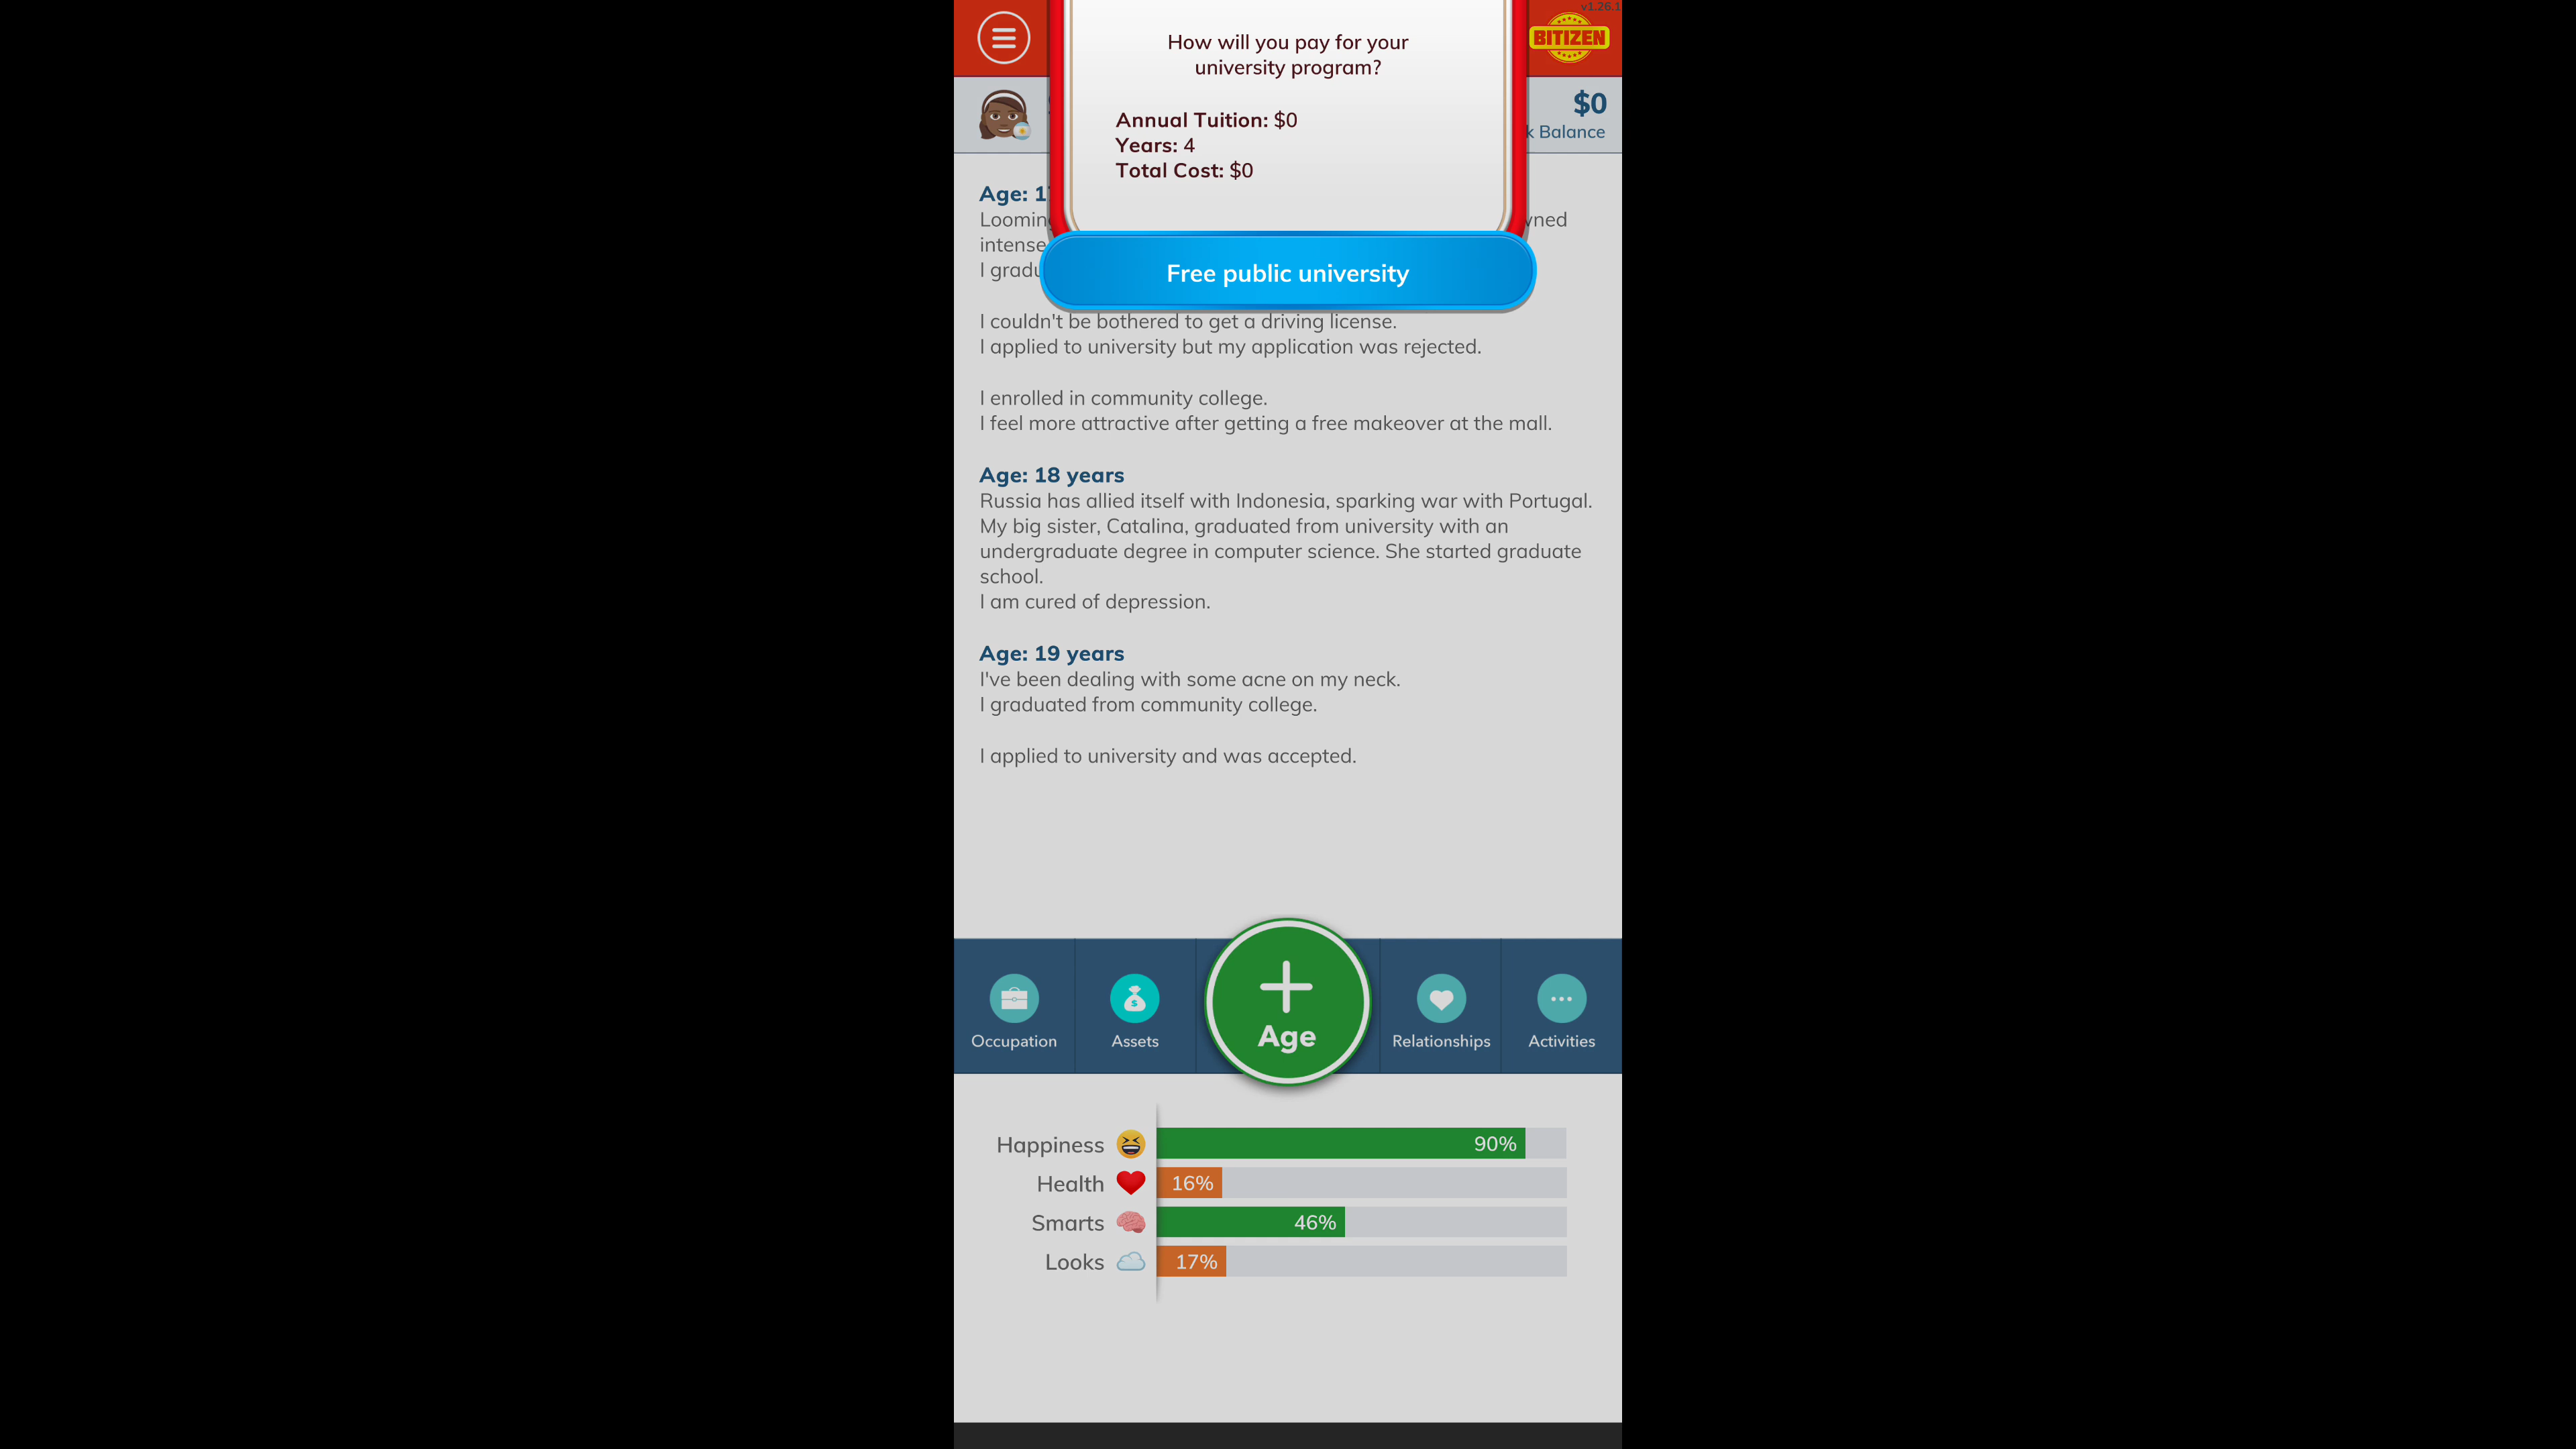 v1.26.1
BITIZEN
How will you pay for your
university program?
$0
Balance
Annual Tuition: $0
Years: 4
Total Cost: $0
Age:
intense
Free public university
I couldn't be bothered to get a driving license.
I applied to university but my application was rejected.
I enrolled in community college.
I feel more attractive after getting a free makeover at the mall.
Age: 18 years
Russia has allied itself with Indonesia, sparking war with Portugal.
My big sister, Catalina, graduated from university with an
undergraduate degree in computer science. She started graduate
school.
I am cured of depression.
Age: 19 years
I've been dealing with some acne on my neck.
I graduated from community college.
I applied to university and was accepted.
Occupation
Assets
Age
Relationships
Activities
Happiness 90%
Health 16%
Smarts 46%
Looks 17%